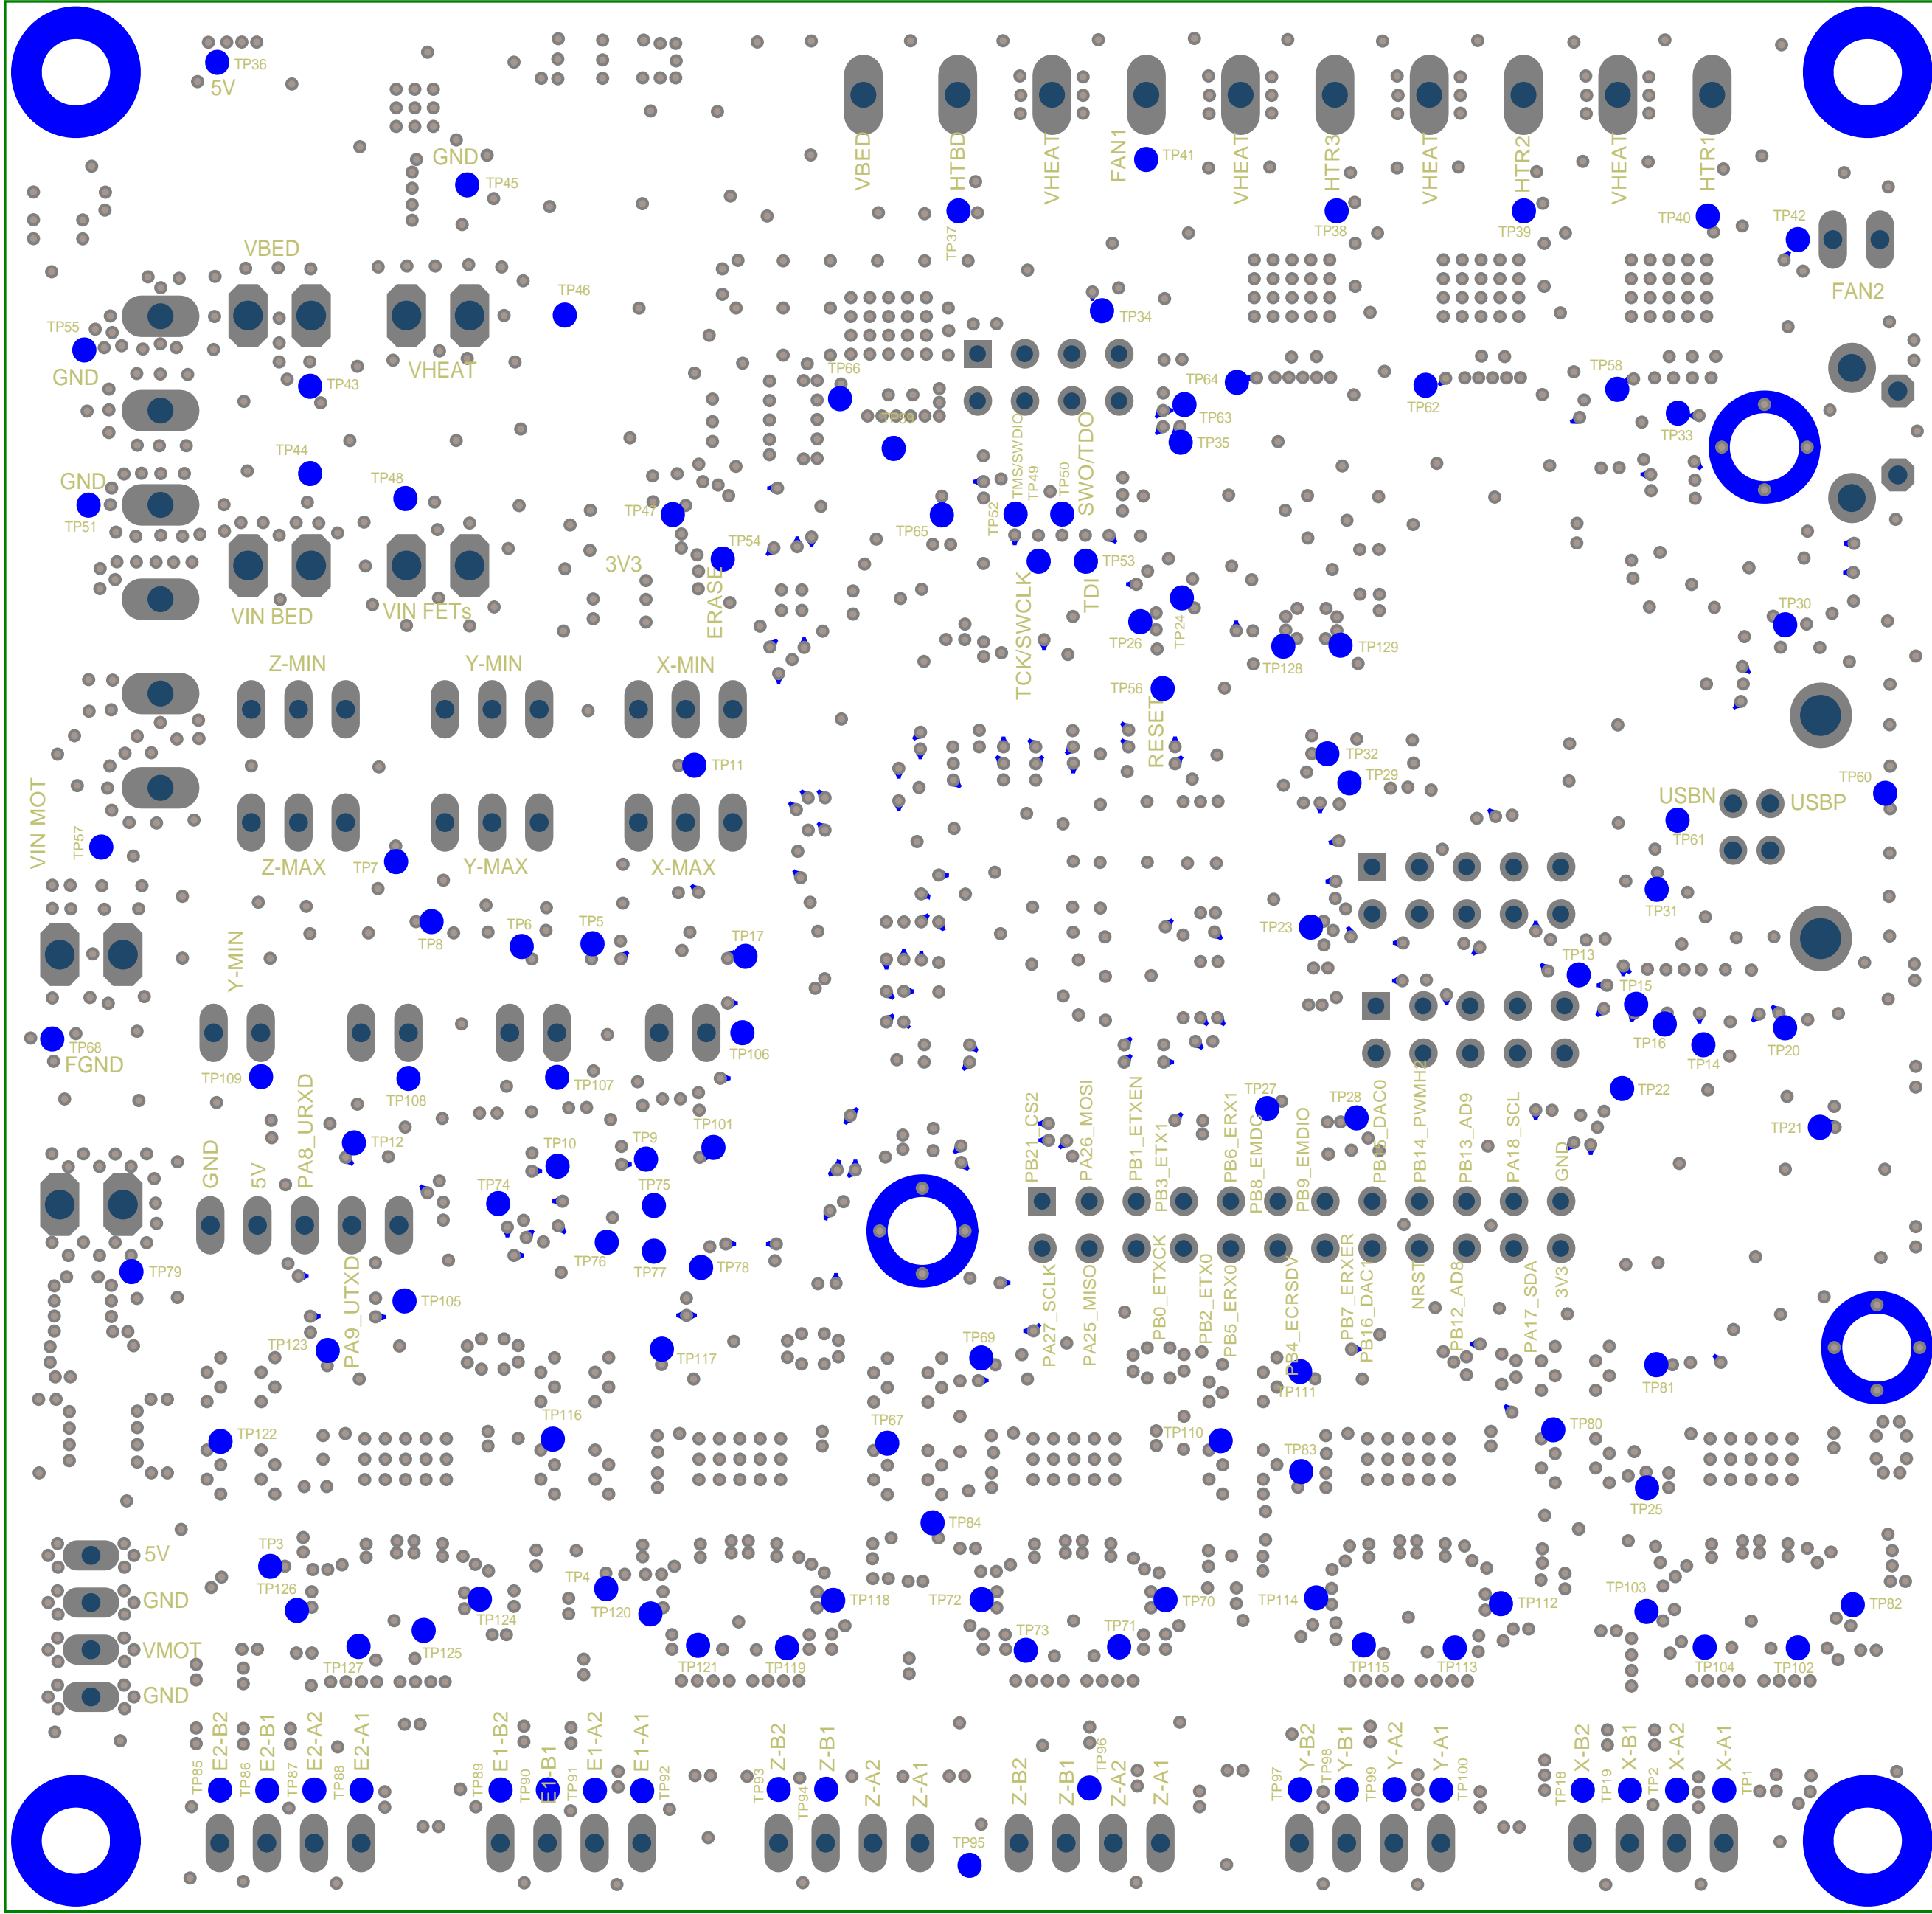 TP36
5V
GND
TP45
VBED
HTBD
VHEAT
FAN1
TP41
VHEAT
HTR3
VHEAT
HTR2
VHEAT
HTR1
TP37
TP38
TP39
TP40
TP42
FAN2
VBED
TP46
TP55
GND
VHEAT
TP43
TP34
TP66
TP64
TP63
TP35
TP62
TP58
TP33
TP44
TP48
GND
TP51
TP47
TP54
TP65
TP52
TMS/SWDIO
TP49
TP50
SWO/TDO
TP53
3V3
ERASE
VIN BED
VIN FETs
TCK/SWCLK
TDI
TP26
TP24
TP128
TP129
TP30
Z-MIN
Y-MIN
X-MIN
TP56
RESET
TP11
TP32
TP29
TP60
USBN
USBP
TP61
VIN MOT
TP57
Z-MAX
TP7
Y-MAX
X-MAX
TP31
TP8
TP6
TP5
TP17
TP23
TP13
Y-MIN
TP15
TP16
TP14
TP20
TP68
FGND
TP106
TP109
TP108
TP107
TP22
TP21
TP27
TP28
GND
5V
PA8_URXD
TP12
TP10
TP9
TP101
PB21_CS2
PA26_MOSI
PB1_ETXEN
PB3_ETX1
PB6_ERX1
PB8_EMDC
PB9_EMDIO
PB15_DAC0
PB14_PWMH2
PB13_AD9
PA18_SCL
GND
TP74
TP75
TP76
TP77
TP78
TP79
PA9_UTXD
TP105
TP123
TP117
TP69
PA27_SCLK
PA25_MISO
PB0_ETXCK
PB2_ETX0
PB5_ERX0
PB4_ECRSDV
PB7_ERXER
PB16_DAC1
NRST
PB12_AD8
PA17_SDA
3V3
TP111
TP81
TP122
TP116
TP67
TP110
TP83
TP80
TP25
TP84
5V
GND
VMOT
GND
TP3
TP126
TP124
TP125
TP127
TP4
TP120
TP118
TP121
TP119
TP72
TP70
TP73
TP71
TP114
TP112
TP115
TP113
TP103
TP82
TP104
TP102
TP85
E2-B2
TP86
E2-B1
TP87
E2-A2
TP88
E2-A1
TP89
E1-B2
TP90
E1-B1
TP91
E1-A2
E1-A1
TP92
TP93
Z-B2
TP94
Z-B1
Z-A2
Z-A1
TP95
Z-B2
Z-B1
TP96
Z-A2
Z-A1
TP97
Y-B2
TP98
Y-B1
TP99
Y-A2
Y-A1
TP100
TP18
X-B2
TP19
X-B1
TP2
X-A2
X-A1
TP1